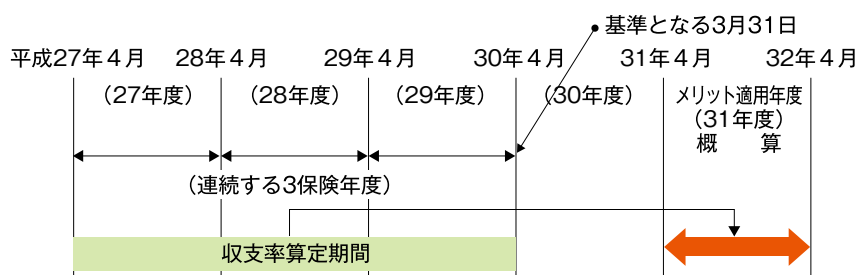 基準となる3月31日
平成27年4月 28年4月 29年4月 30年4月 31年4月 32年4月
（27年度） （28年度） （29年度） （30年度） メリット適用年度
（31年度）
概　算
（連続する3保険年度）
収支率算定期間